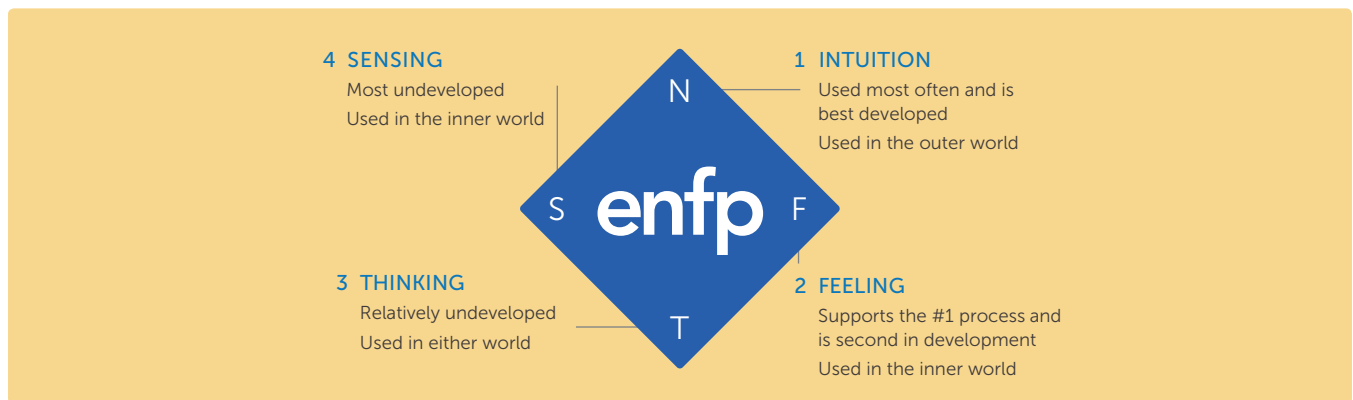 4 SENSING
Most undeveloped
Used in the inner world
N
1 INTUITION
Used most often and is
best developed
Used in the outer world
S
enfp
F
3 THINKING
Relatively undeveloped
Used in either world
T
2 FEELING
Supports the #1 process and
is second in development
Used in the inner world